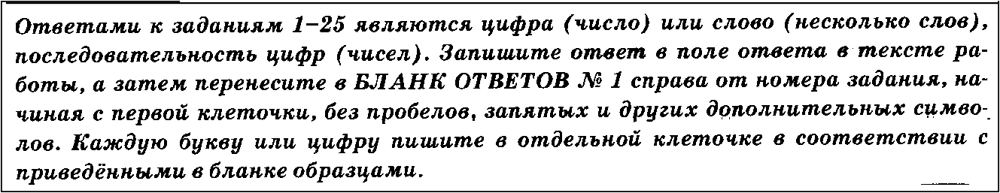 Ответами к заданиям 1–25 являются цифра (число) или слово (несколько слов),
последовательность цифр (чисел). Запишите ответ в поле ответа в тексте ра-
боты, а затем перенесите в БЛАНК ОТВЕТОВ № 1 справа от номера задания, на-
чиная с первой клеточки, без пробелов, запятых и других дополнительных симво-
лов. Каждую букву или цифру пишите в отдельной клеточке в соответствии с
приведёнными в бланке образцами.